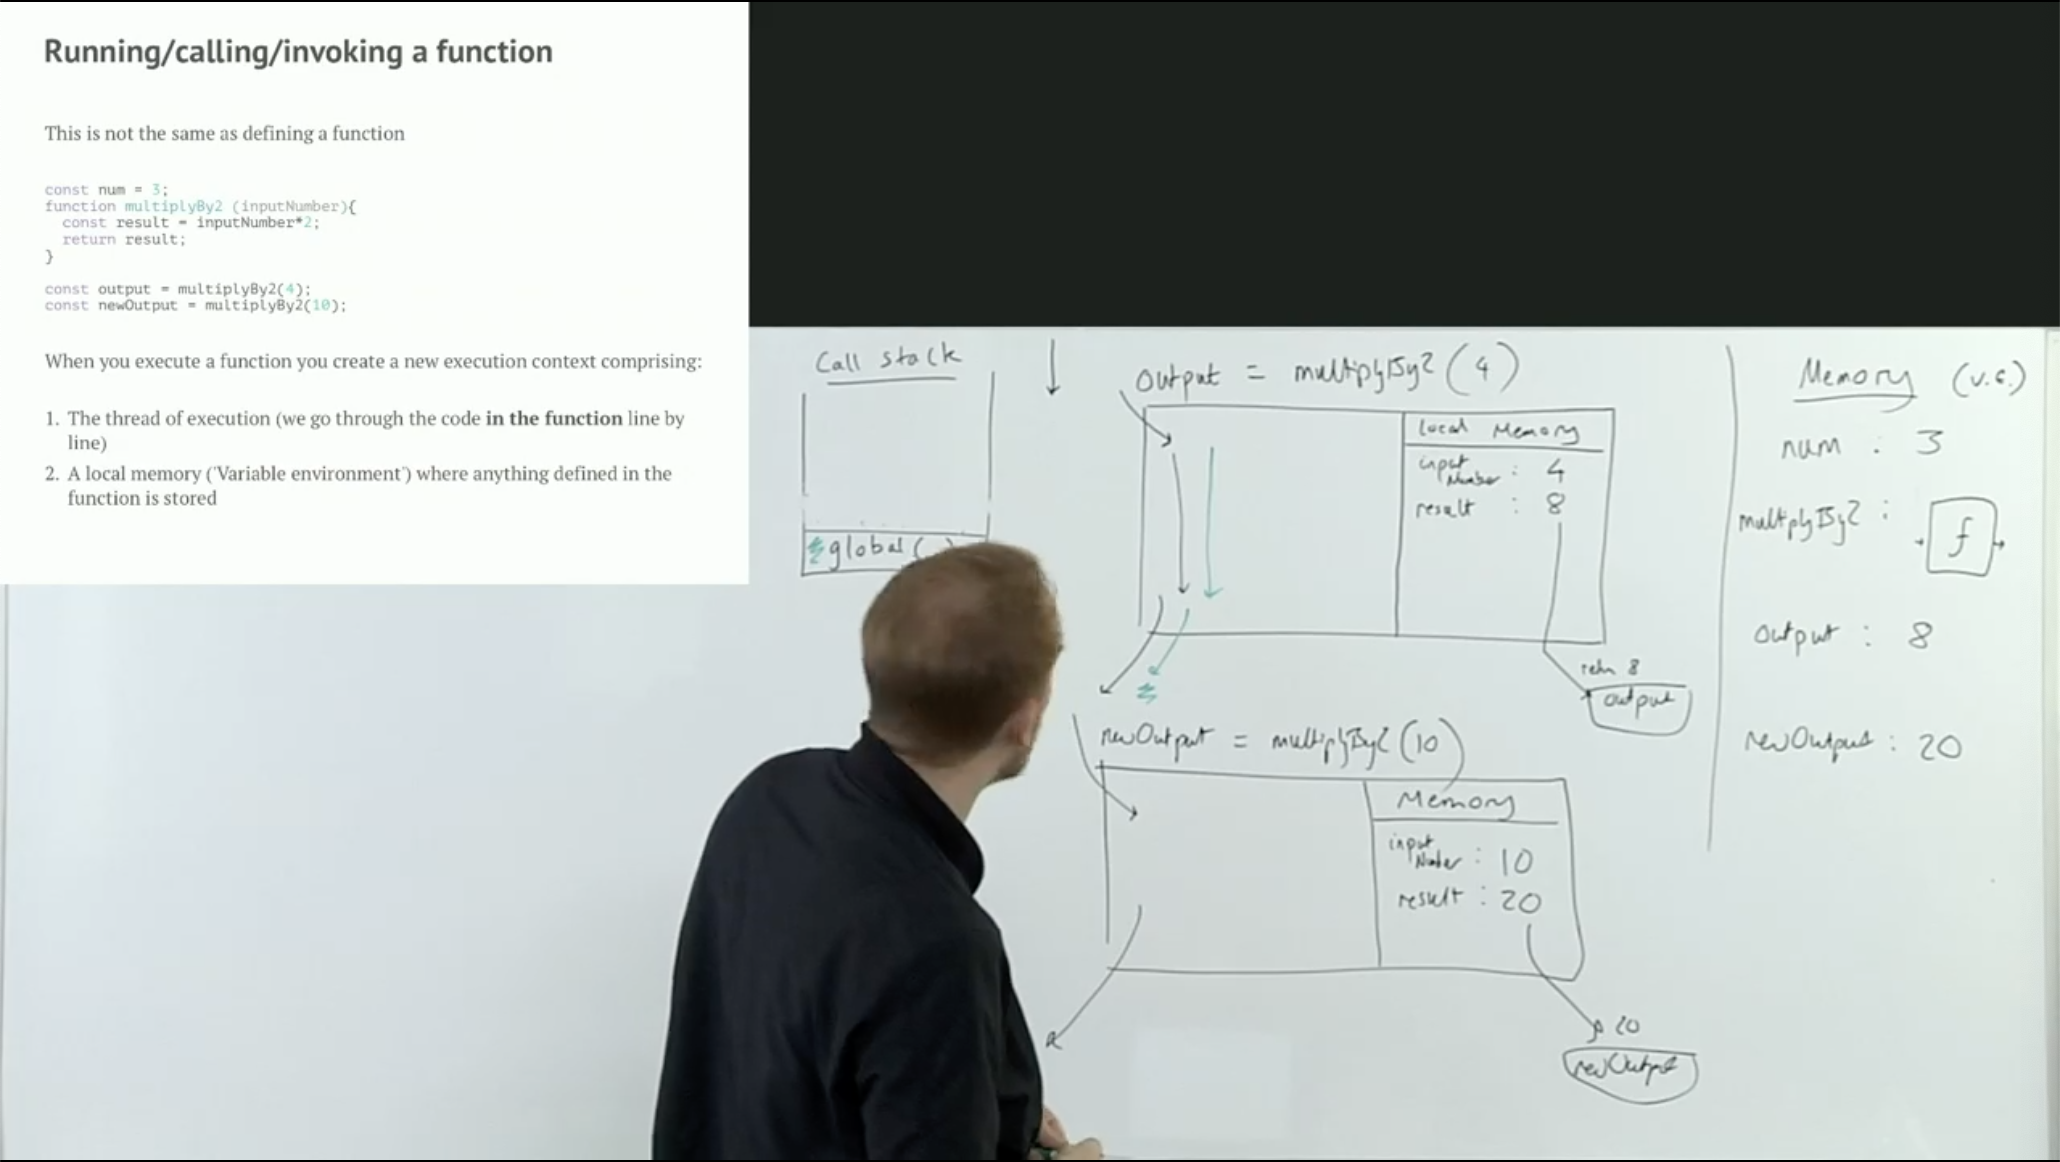 Running/calling/invoking a function
This is not the same as defining a function
const num = 3;
function multiplyBy2 (inputNumber){
const result = inputNumber*2;
return result;
}
const output = multiplyBy2(4);
const newOutput = multiplyBy2(10);
When you execute a function you create a new execution context comprising:
1. The thread of execution (we go through the code in the function line by
line)
2. A local memory ('Variable environment') where anything defined in the
function is stored
Call stack
global(
output = multiplyBy2(4)
local Memory
input
Number : 4
result : 8
retn 8
output
newOutput = multiplyBy2(10)
Memory
input
Number : 10
result : 20
20
newOutput
Memory (v.e.)
num : 3
multiplyBy2 : f
output : 8
newOutput : 20